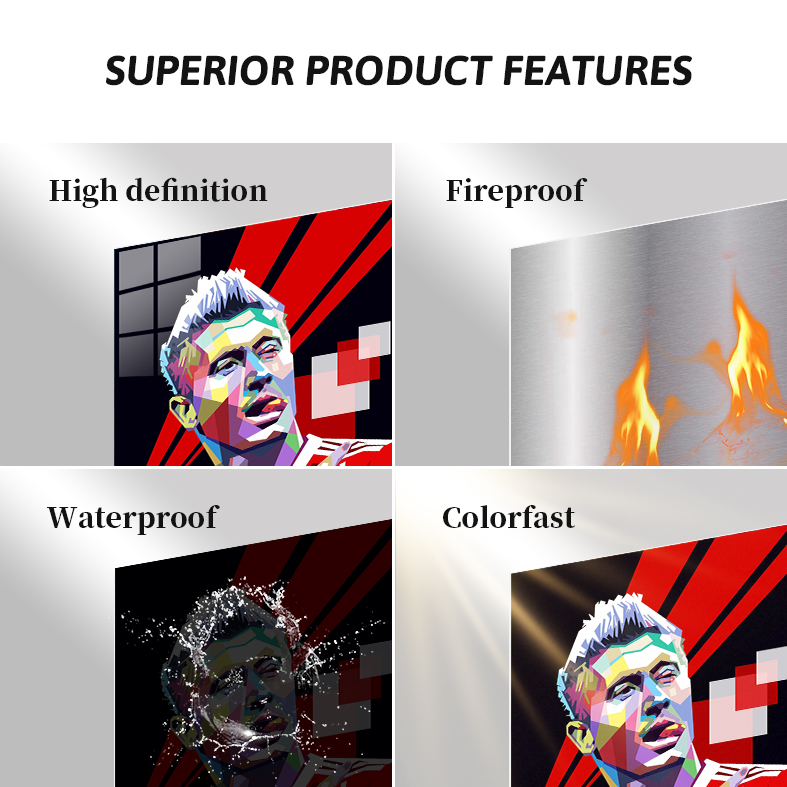 SUPERIOR PRODUCT FEATURES
High definition
Fireproof
Waterproof
Colorfast